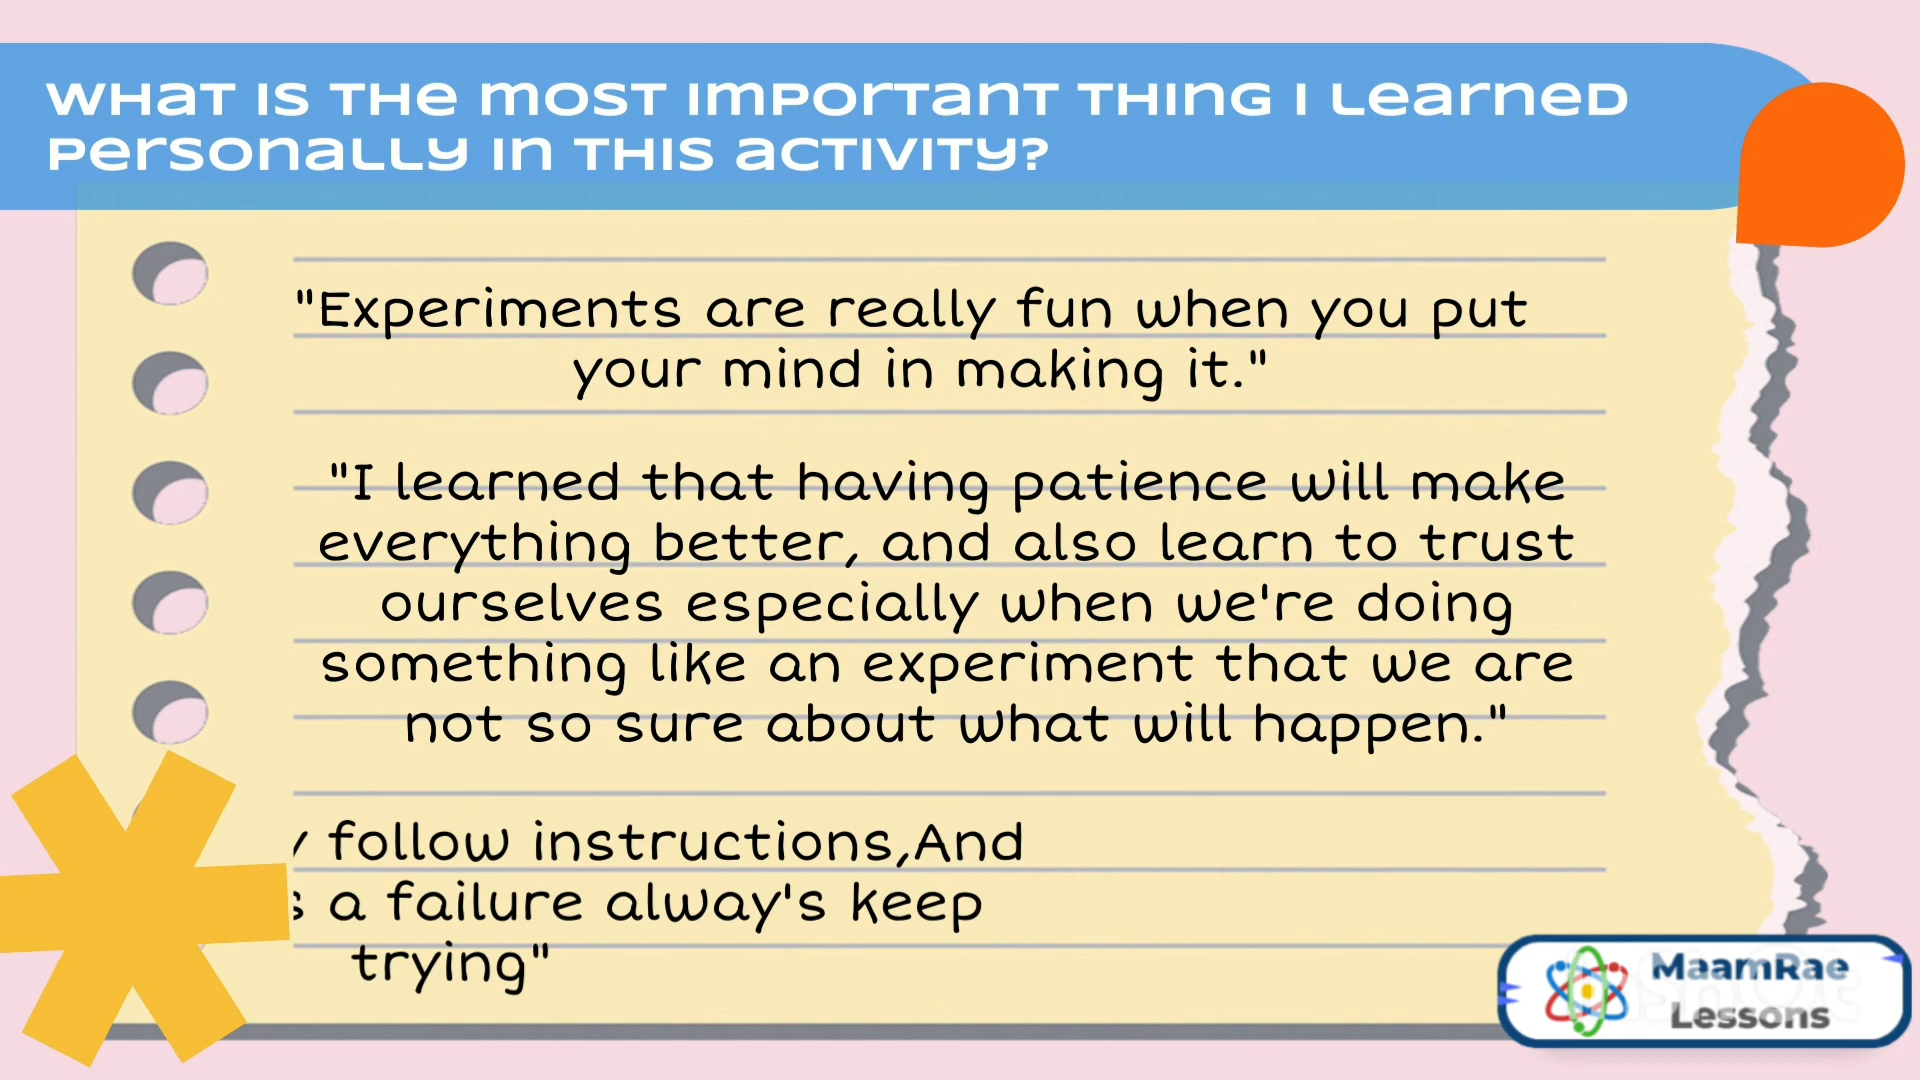 WHAT IS THE MOST IMPORTANT THING I LEARNED
PERSONALLY IN THIS ACTIVITY?
"Experiments are really fun when you put
your mind in making it."
"I learned that having patience will make
everything better, and also learn to trust
ourselves especially when we're doing
something like an experiment that we are
not so sure about what will happen."
follow instructions,And
a failure alway's keep
trying"
MaamRae
Lessons